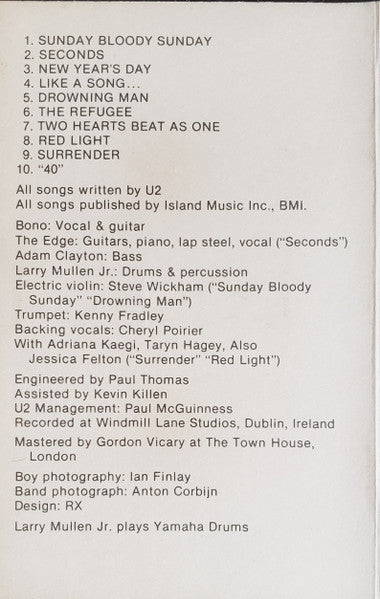 1. SUNDAY BLOODY SUNDAY
2. SECONDS
3. NEW YEAR'S DAY
4. LIKE A SONG...
5. DROWNING MAN
6. THE REFUGEE
7. TWO HEARTS BEAT AS ONE
8. RED LIGHT
9. SURRENDER
10. "40"
All songs written by U2
All songs published by Island Music Inc., BMI.
Bono: Vocal & guitar
The Edge: Guitars, piano, lap steel, vocal ("Seconds")
Adam Clayton: Bass
Larry Mullen Jr.: Drums & percussion
Electric violin: Steve Wickham ("Sunday Bloody
Sunday" "Drowning Man")
Trumpet: Kenny Fradley
Backing vocals: Cheryl Poirier
With Adriana Kaegi, Taryn Hagey, Also
Jessica Felton ("Surrender" "Red Light")
Engineered by Paul Thomas
Assisted by Kevin Killen
U2 Management: Paul McGuinness
Recorded at Windmill Lane Studios, Dublin, Ireland
Mastered by Gordon Vicary at The Town House,
London
Boy photography: Ian Finlay
Band photograph: Anton Corbijn
Design: RX
Larry Mullen Jr. plays Yamaha Drums